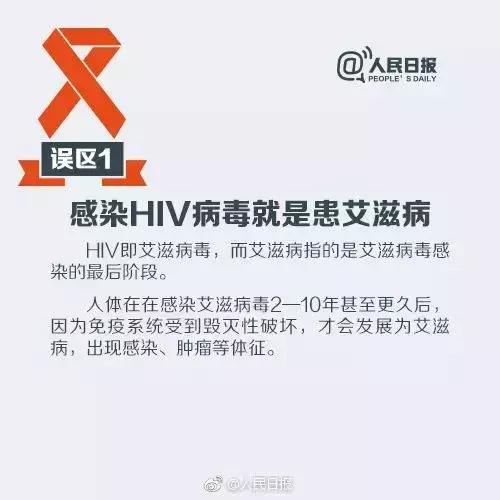 @人民日报
PEOPLE'S DAILY
误区1
感染HIV病毒就是患艾滋病
HIV即艾滋病毒，而艾滋病指的是艾滋病毒感
染的最后阶段。
人体在在感染艾滋病毒2—10年甚至更久后，
因为免疫系统受到毁灭性破坏，才会发展为艾滋
病，出现感染、肿瘤等体征。
@人民日报